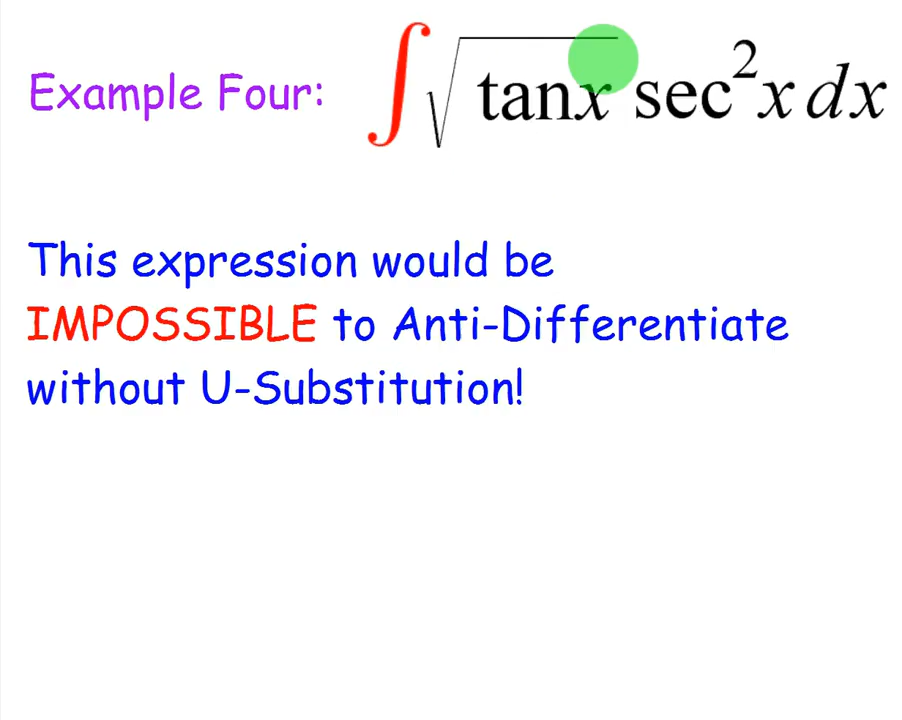 Example Four: ∫√tanx sec²x dx
This expression would be
IMPOSSIBLE to Anti-Differentiate
without U-Substitution!